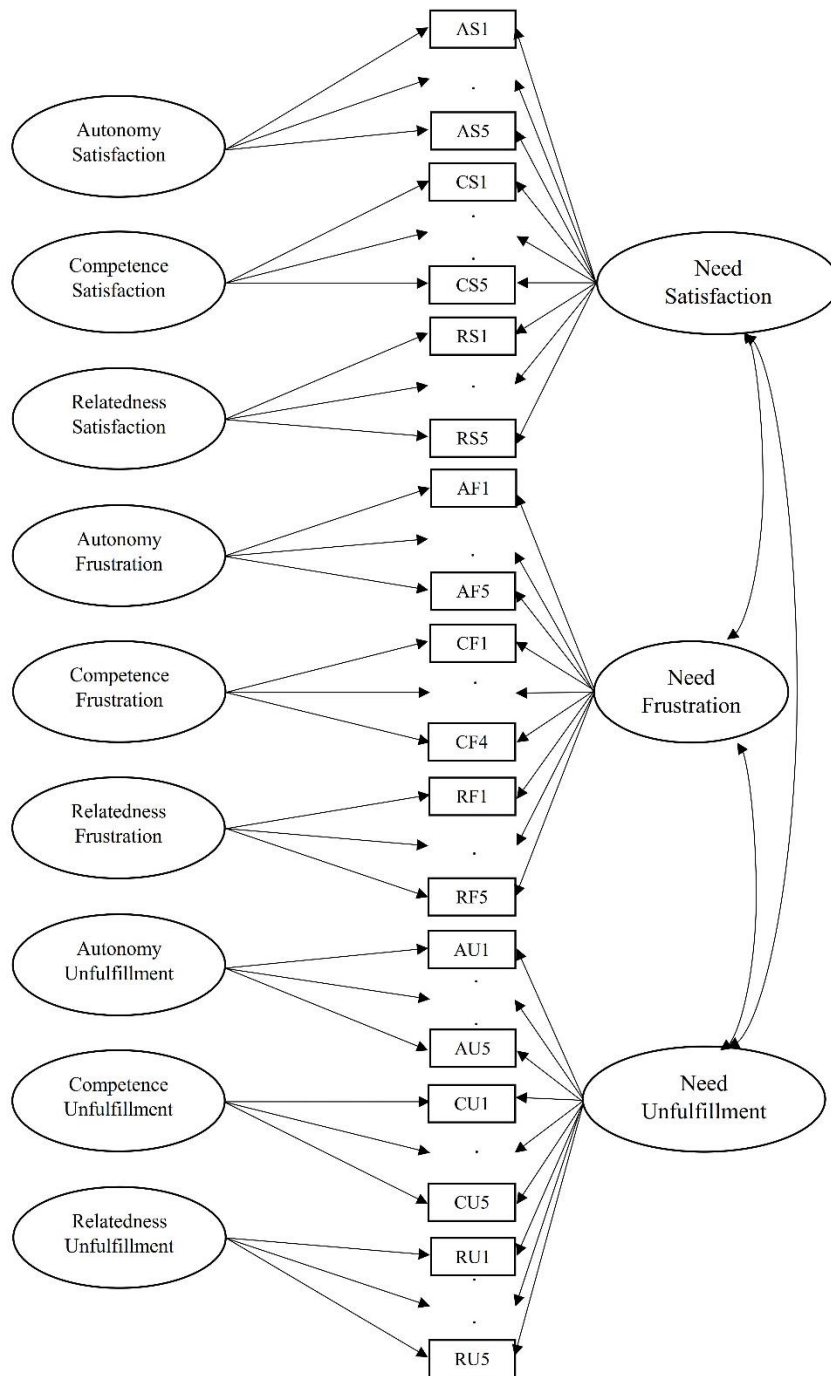 AS1
.
AS5
CS1
.
CS5
RS1
.
RS5
AF1
.
AF5
CF1
.
CF4
RF1
.
RF5
AU1
.
AU5
CU1
.
CU5
RU1
.
.
RU5
Autonomy
Satisfaction
Competence
Satisfaction
Relatedness
Satisfaction
Autonomy
Frustration
Competence
Frustration
Relatedness
Frustration
Autonomy
Unfulfillment
Competence
Unfulfillment
Relatedness
Unfulfillment
Need
Satisfaction
Need
Frustration
Need
Unfulfillment